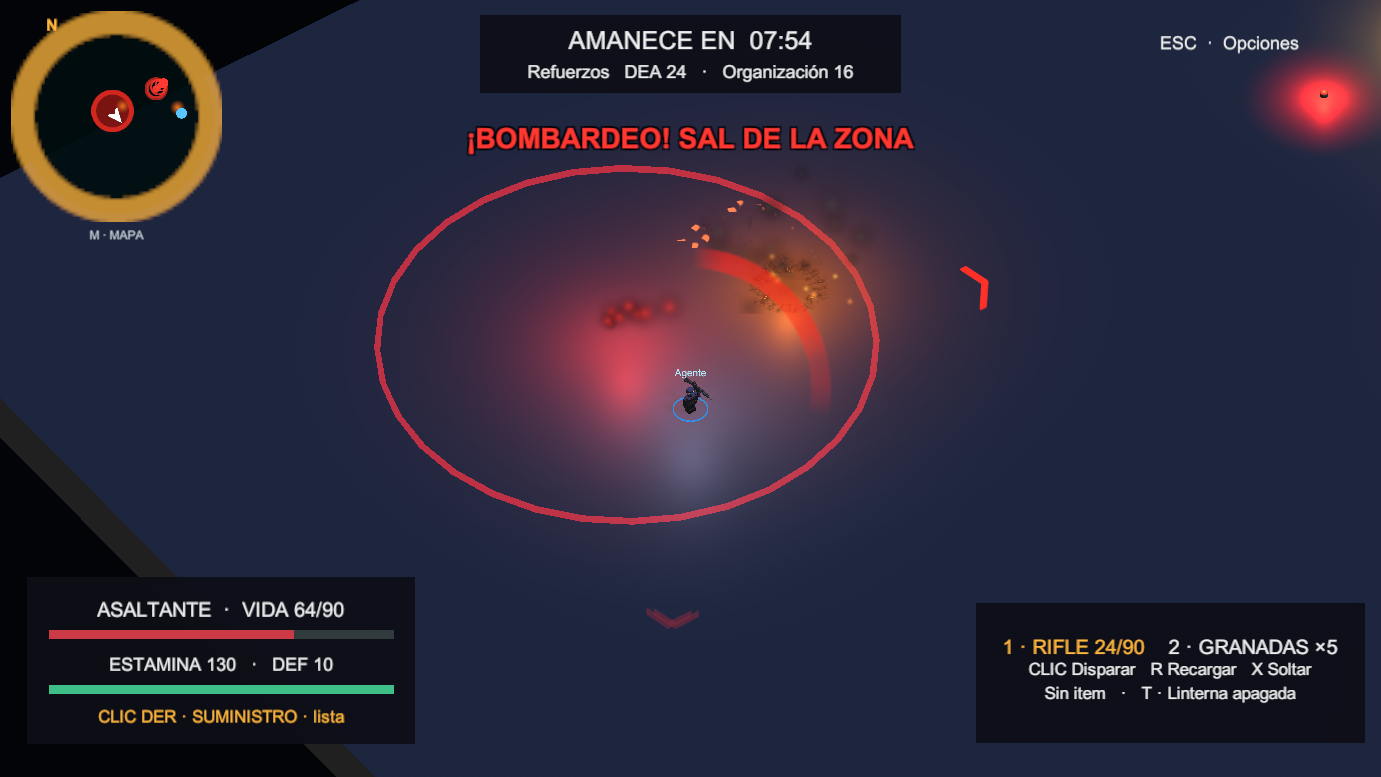 N
AMANECE EN 07:54
Refuerzos DEA 24 · Organización 16
ESC · Opciones
¡BOMBARDEO! SAL DE LA ZONA
M · MAPA
Agente
ASALTANTE · VIDA 64/90
ESTAMINA 130 · DEF 10
CLIC DER · SUMINISTRO · lista
1 · RIFLE 24/90 2 · GRANADAS ×5
CLIC Disparar R Recargar X Soltar
Sin item · T · Linterna apagada